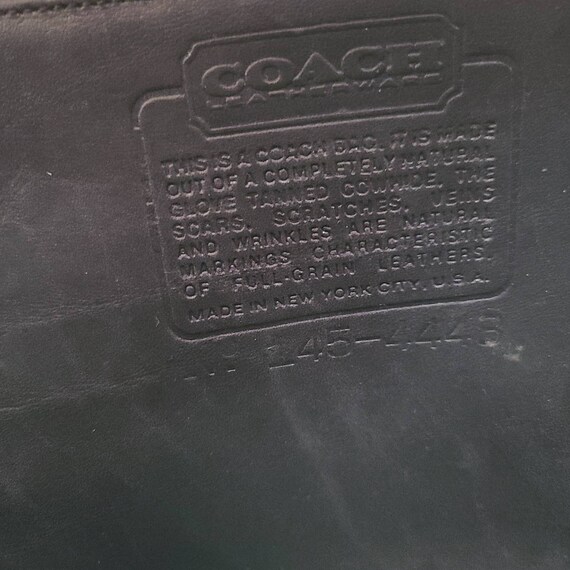 COACH
LEATHERWARE
THIS IS A COACH BAG. IT IS MADE
OUT OF A COMPLETELY NATURAL
GLOVE TANNED COWHIDE. THE
SCARS, SCRATCHES, VEINS
AND WRINKLES ARE NATURAL
MARKINGS CHARACTERISTIC
OF FULL-GRAIN LEATHERS.
MADE IN NEW YORK CITY, U.S.A.